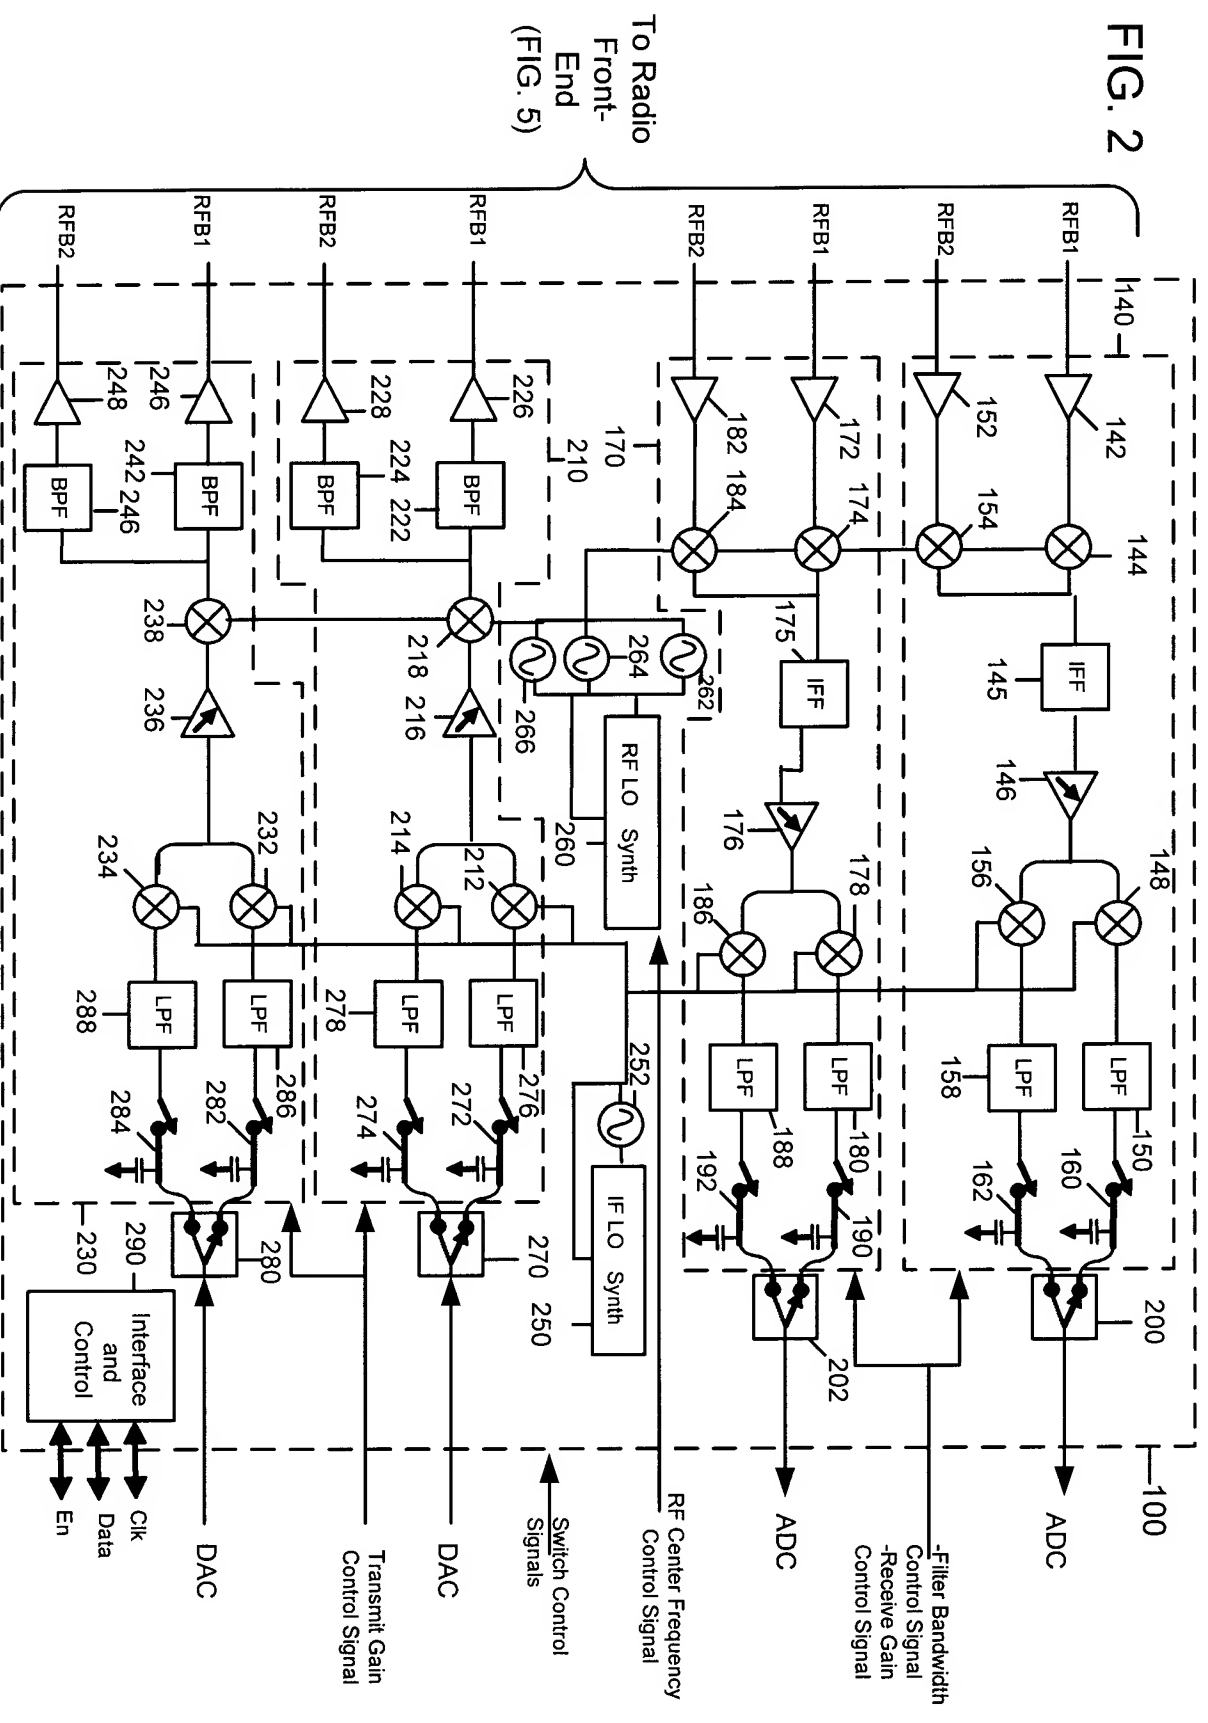 FIG. 2
To Radio
Front-
End
(FIG. 5)
100
140
RFB1
142
144
IFF
145
146
148
LPF
150
160
200
ADC
RFB2
152
154
156
LPF
158
162
-Filter Bandwidth
Control Signal
-Receive Gain
Control Signal
170
RFB1
172
174
175
IFF
176
178
LPF
180
190
202
ADC
RFB2
182
184
186
LPF
188
192
RF Center Frequency
Control Signal
262
264
266
RF LO
Synth
260
252
IF LO
Synth
250
Switch Control
Signals
210
RFB1
226
BPF
222
218
216
212
LPF
276
272
270
DAC
RFB2
228
BPF
224
214
LPF
278
274
Transmit Gain
Control Signal
RFB1
246
BPF
242
238
236
232
LPF
286
282
280
DAC
RFB2
248
BPF
246
234
LPF
288
284
230
290
Interface
and
Control
Clk
Data
En